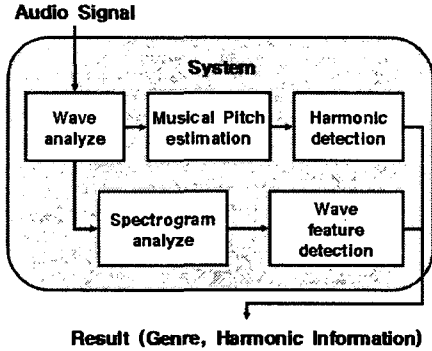 Audio Signal
System
Wave
analyze
Musical Pitch
estimation
Harmonic
detection
Spectrogram
analyze
Wave
feature
detection
Result (Genre, Harmonic Information)